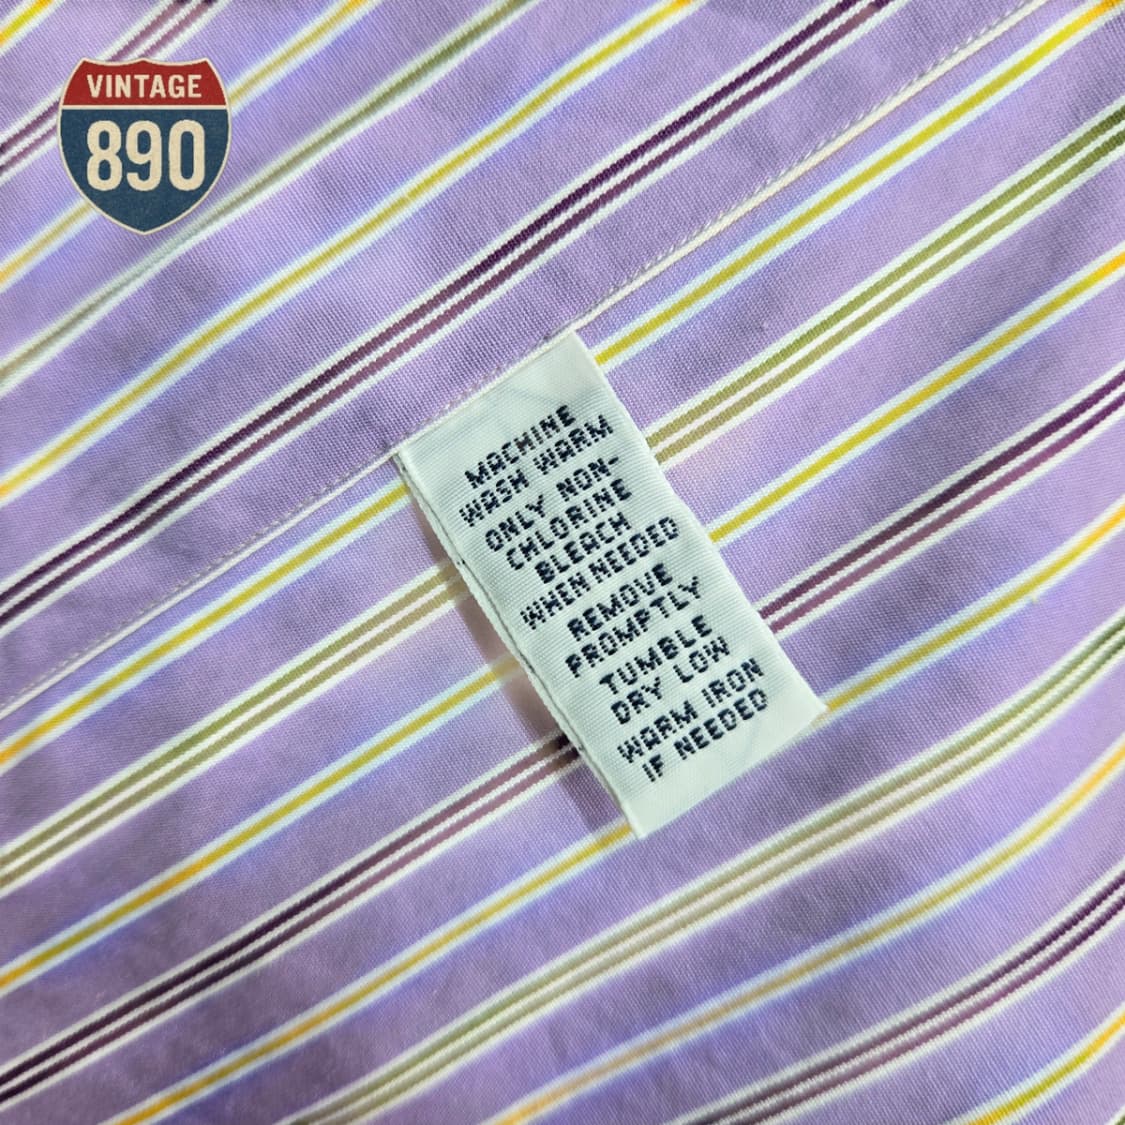 VINTAGE
890
MACHINE
WASH WARM
ONLY NON-
CHLORINE
BLEACH
WHEN NEEDED
REMOVE
PROMPTLY
TUMBLE
DRY LOW
WARM IRON
IF NEEDED